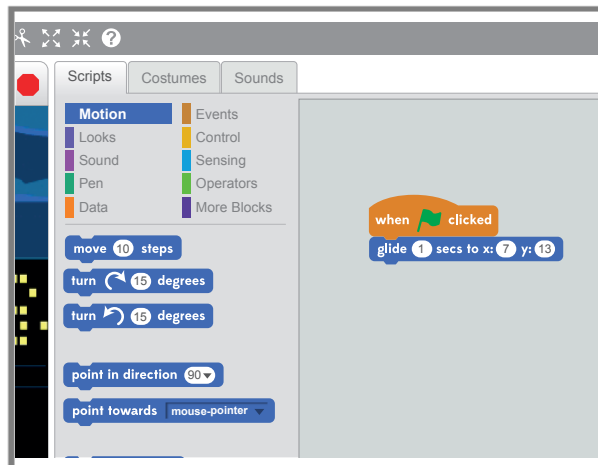 Scripts Costumes Sounds
Motion Events
Looks Control
Sound Sensing
Pen Operators
Data More Blocks
move 10 steps
turn 15 degrees
turn 15 degrees
point in direction 90
point towards mouse-pointer
when clicked
glide 1 secs to x: 7 y: 13